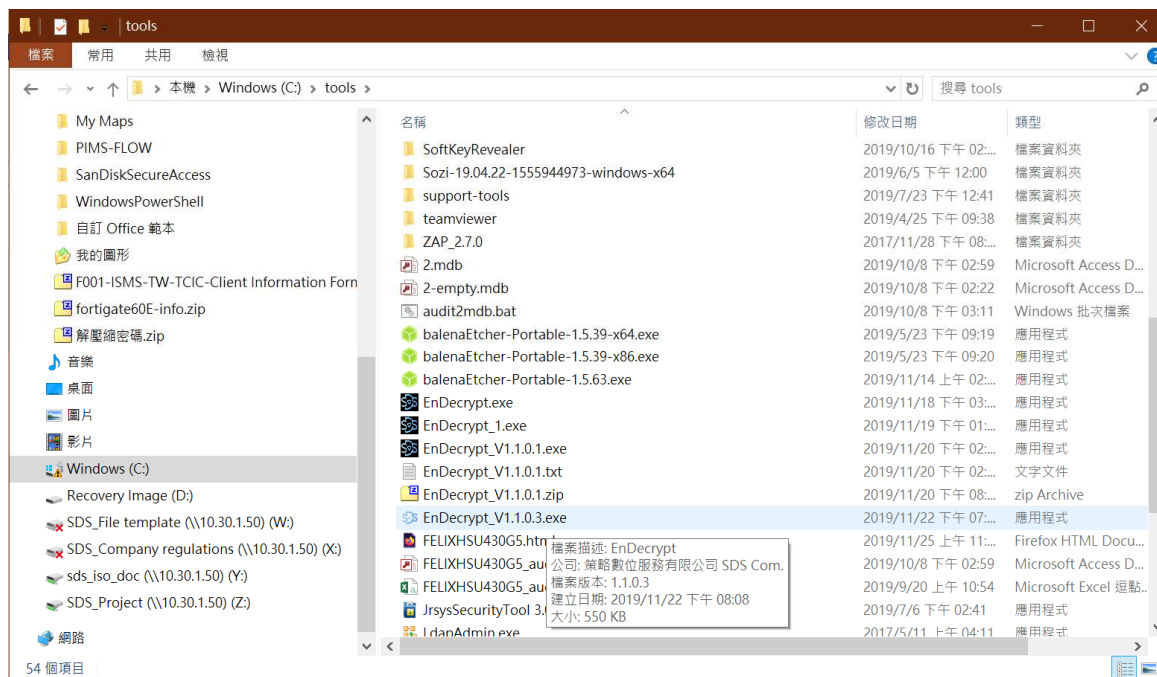 tools
檔案 常用 共用 檢視
本機 Windows (C:) tools
搜尋 tools
My Maps
PIMS-FLOW
SanDiskSecureAccess
WindowsPowerShell
自訂 Office 範本
我的圖形
F001-ISMS-TW-TCIC-Client Information Forn
fortigate60E-info.zip
解壓縮密碼.zip
音樂
桌面
圖片
影片
Windows (C:)
Recovery Image (D:)
SDS_File template (\\10.30.1.50) (W:)
SDS_Company regulations (\\10.30.1.50) (X:)
sds_iso_doc (\\10.30.1.50) (Y:)
SDS_Project (\\10.30.1.50) (Z:)
網路
名稱 修改日期 類型
SoftKeyRevealer 2019/10/16 下午 02:... 檔案資料夾
Sozi-19.04.22-1555944973-windows-x64 2019/6/5 下午 12:00 檔案資料夾
support-tools 2019/7/23 下午 12:41 檔案資料夾
teamviewer 2019/4/25 下午 09:38 檔案資料夾
ZAP_2.7.0 2017/11/28 下午 08:... 檔案資料夾
2.mdb 2019/10/8 下午 02:59 Microsoft Access D...
2-empty.mdb 2019/10/8 下午 02:22 Microsoft Access D...
audit2mdb.bat 2019/10/8 下午 03:11 Windows 批次檔案
balenaEtcher-Portable-1.5.39-x64.exe 2019/5/23 下午 09:19 應用程式
balenaEtcher-Portable-1.5.39-x86.exe 2019/5/23 下午 09:20 應用程式
balenaEtcher-Portable-1.5.63.exe 2019/11/14 上午 02:... 應用程式
EnDecrypt.exe 2019/11/18 下午 03:... 應用程式
EnDecrypt_1.exe 2019/11/19 下午 01:... 應用程式
EnDecrypt_V1.1.0.1.exe 2019/11/20 下午 02:... 應用程式
EnDecrypt_V1.1.0.1.txt 2019/11/20 下午 02:... 文字文件
EnDecrypt_V1.1.0.1.zip 2019/11/20 下午 08:... zip Archive
EnDecrypt_V1.1.0.3.exe 2019/11/22 下午 07:... 應用程式
FELIXHSU430G5.htm 2019/11/25 上午 11:... Firefox HTML Docu...
FELIXHSU430G5_au 2019/10/8 下午 02:59 Microsoft Access D...
FELIXHSU430G5_au 2019/9/20 上午 10:54 Microsoft Excel 逗點...
JrsysSecurityTool 3. 2019/7/6 下午 02:41 應用程式
LdapAdmin.exe 2017/5/11 上午 04:11 應用程式
檔案描述: EnDecrypt
公司: 策略數位服務有限公司 SDS Com.
檔案版本: 1.1.0.3
建立日期: 2019/11/22 下午 08:08
大小: 550 KB
54 個項目